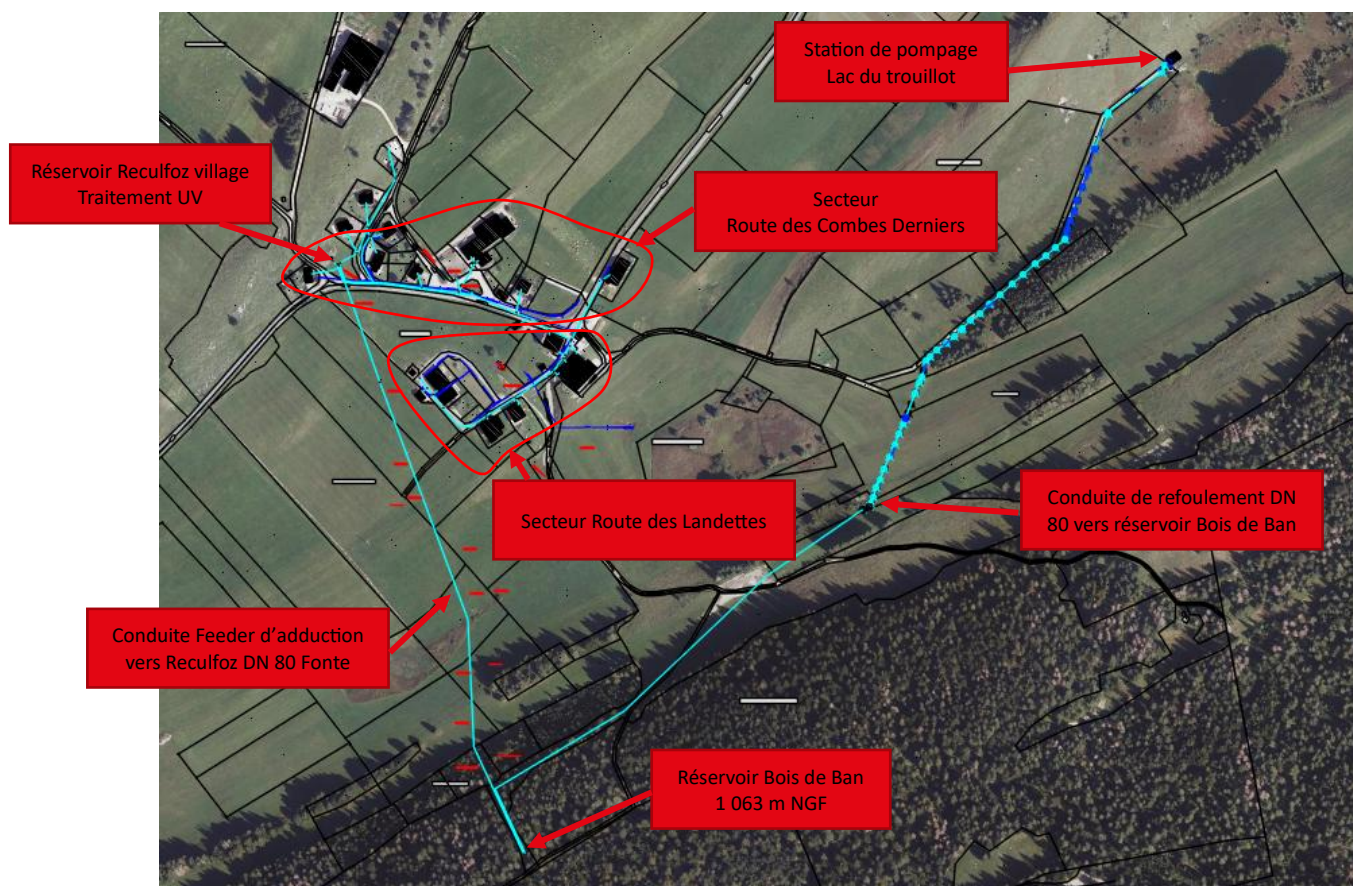 Station de pompage
Lac du trouillot
Réservoir Reculfoz village
Traitement UV
Secteur
Route des Combes Derniers
Secteur Route des Landettes
Conduite de refoulement DN
80 vers réservoir Bois de Ban
Conduite Feeder d'adduction
vers Reculfoz DN 80 Fonte
Réservoir Bois de Ban
1 063 m NGF